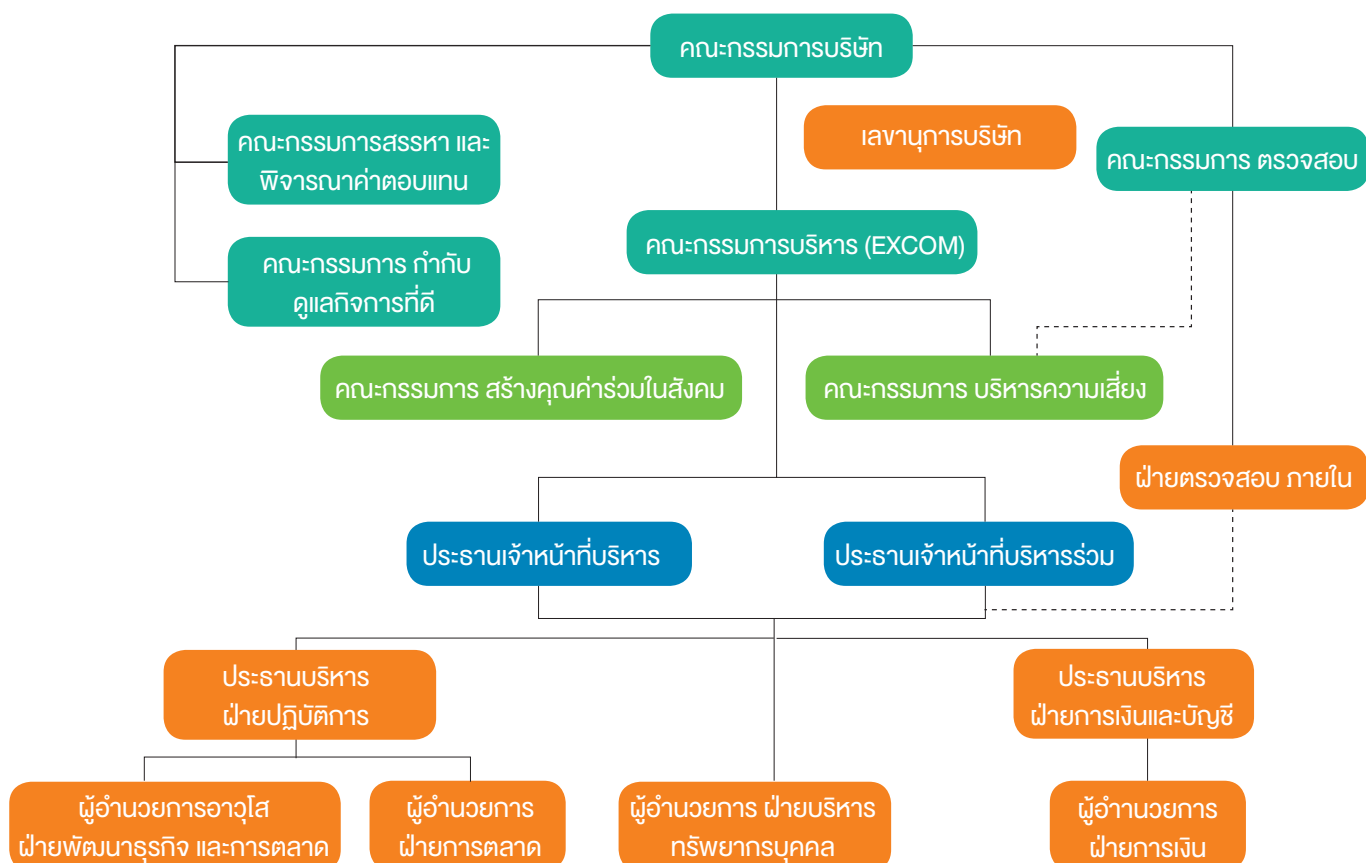 คณะกรรมการบริษัท
เลขานุการบริษัท
คณะกรรมการสรรหา และ
พิจารณาค่าตอบแทน
คณะกรรมการ ตรวจสอบ
คณะกรรมการบริหาร (EXCOM)
คณะกรรมการ กำกับ
ดูแลกิจการที่ดี
คณะกรรมการ สร้างคุณค่าร่วมในสังคม
คณะกรรมการ บริหารความเสี่ยง
ฝ่ายตรวจสอบ ภายใน
ประธานเจ้าหน้าที่บริหาร
ประธานเจ้าหน้าที่บริหารร่วม
ประธานบริหาร
ฝ่ายปฏิบัติการ
ประธานบริหาร
ฝ่ายการเงินและบัญชี
ผู้อำนวยการอาวุโส
ฝ่ายพัฒนาธุรกิจ และการตลาด
ผู้อำนวยการ
ฝ่ายการตลาด
ผู้อำนวยการ ฝ่ายบริหาร
ทรัพยากรบุคคล
ผู้อำานวยการ
ฝ่ายการเงิน